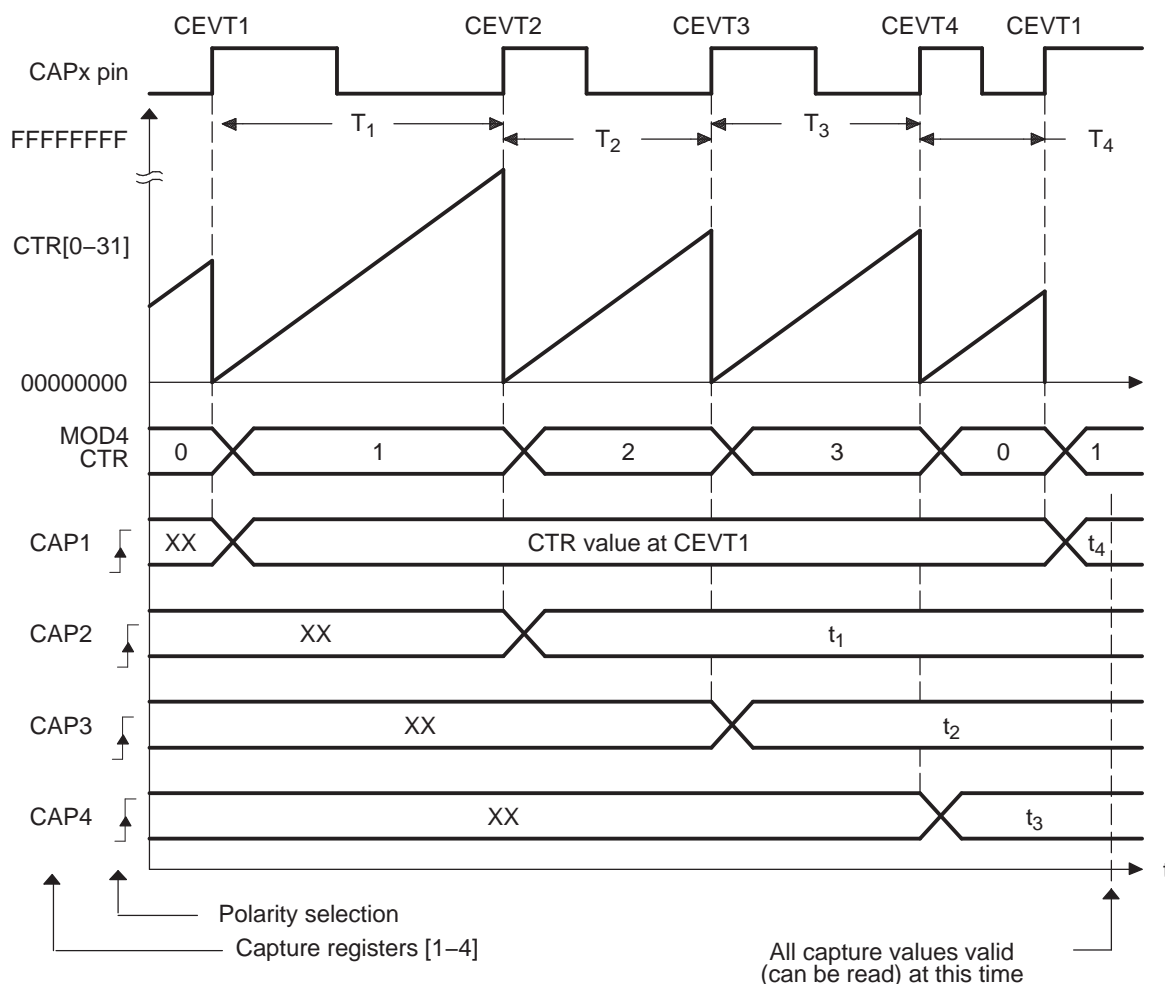 CEVT1 CEVT2 CEVT3 CEVT4 CEVT1
CAPx pin
T1 T2 T3 T4
FFFFFFFF
CTR[0–31]
00000000
MOD4
CTR
0 1 2 3 0 1
CAP1 XX CTR value at CEVT1 t4
CAP2 XX t1
CAP3 XX t2
CAP4 XX t3
t
Polarity selection
Capture registers [1–4]
All capture values valid
(can be read) at this time